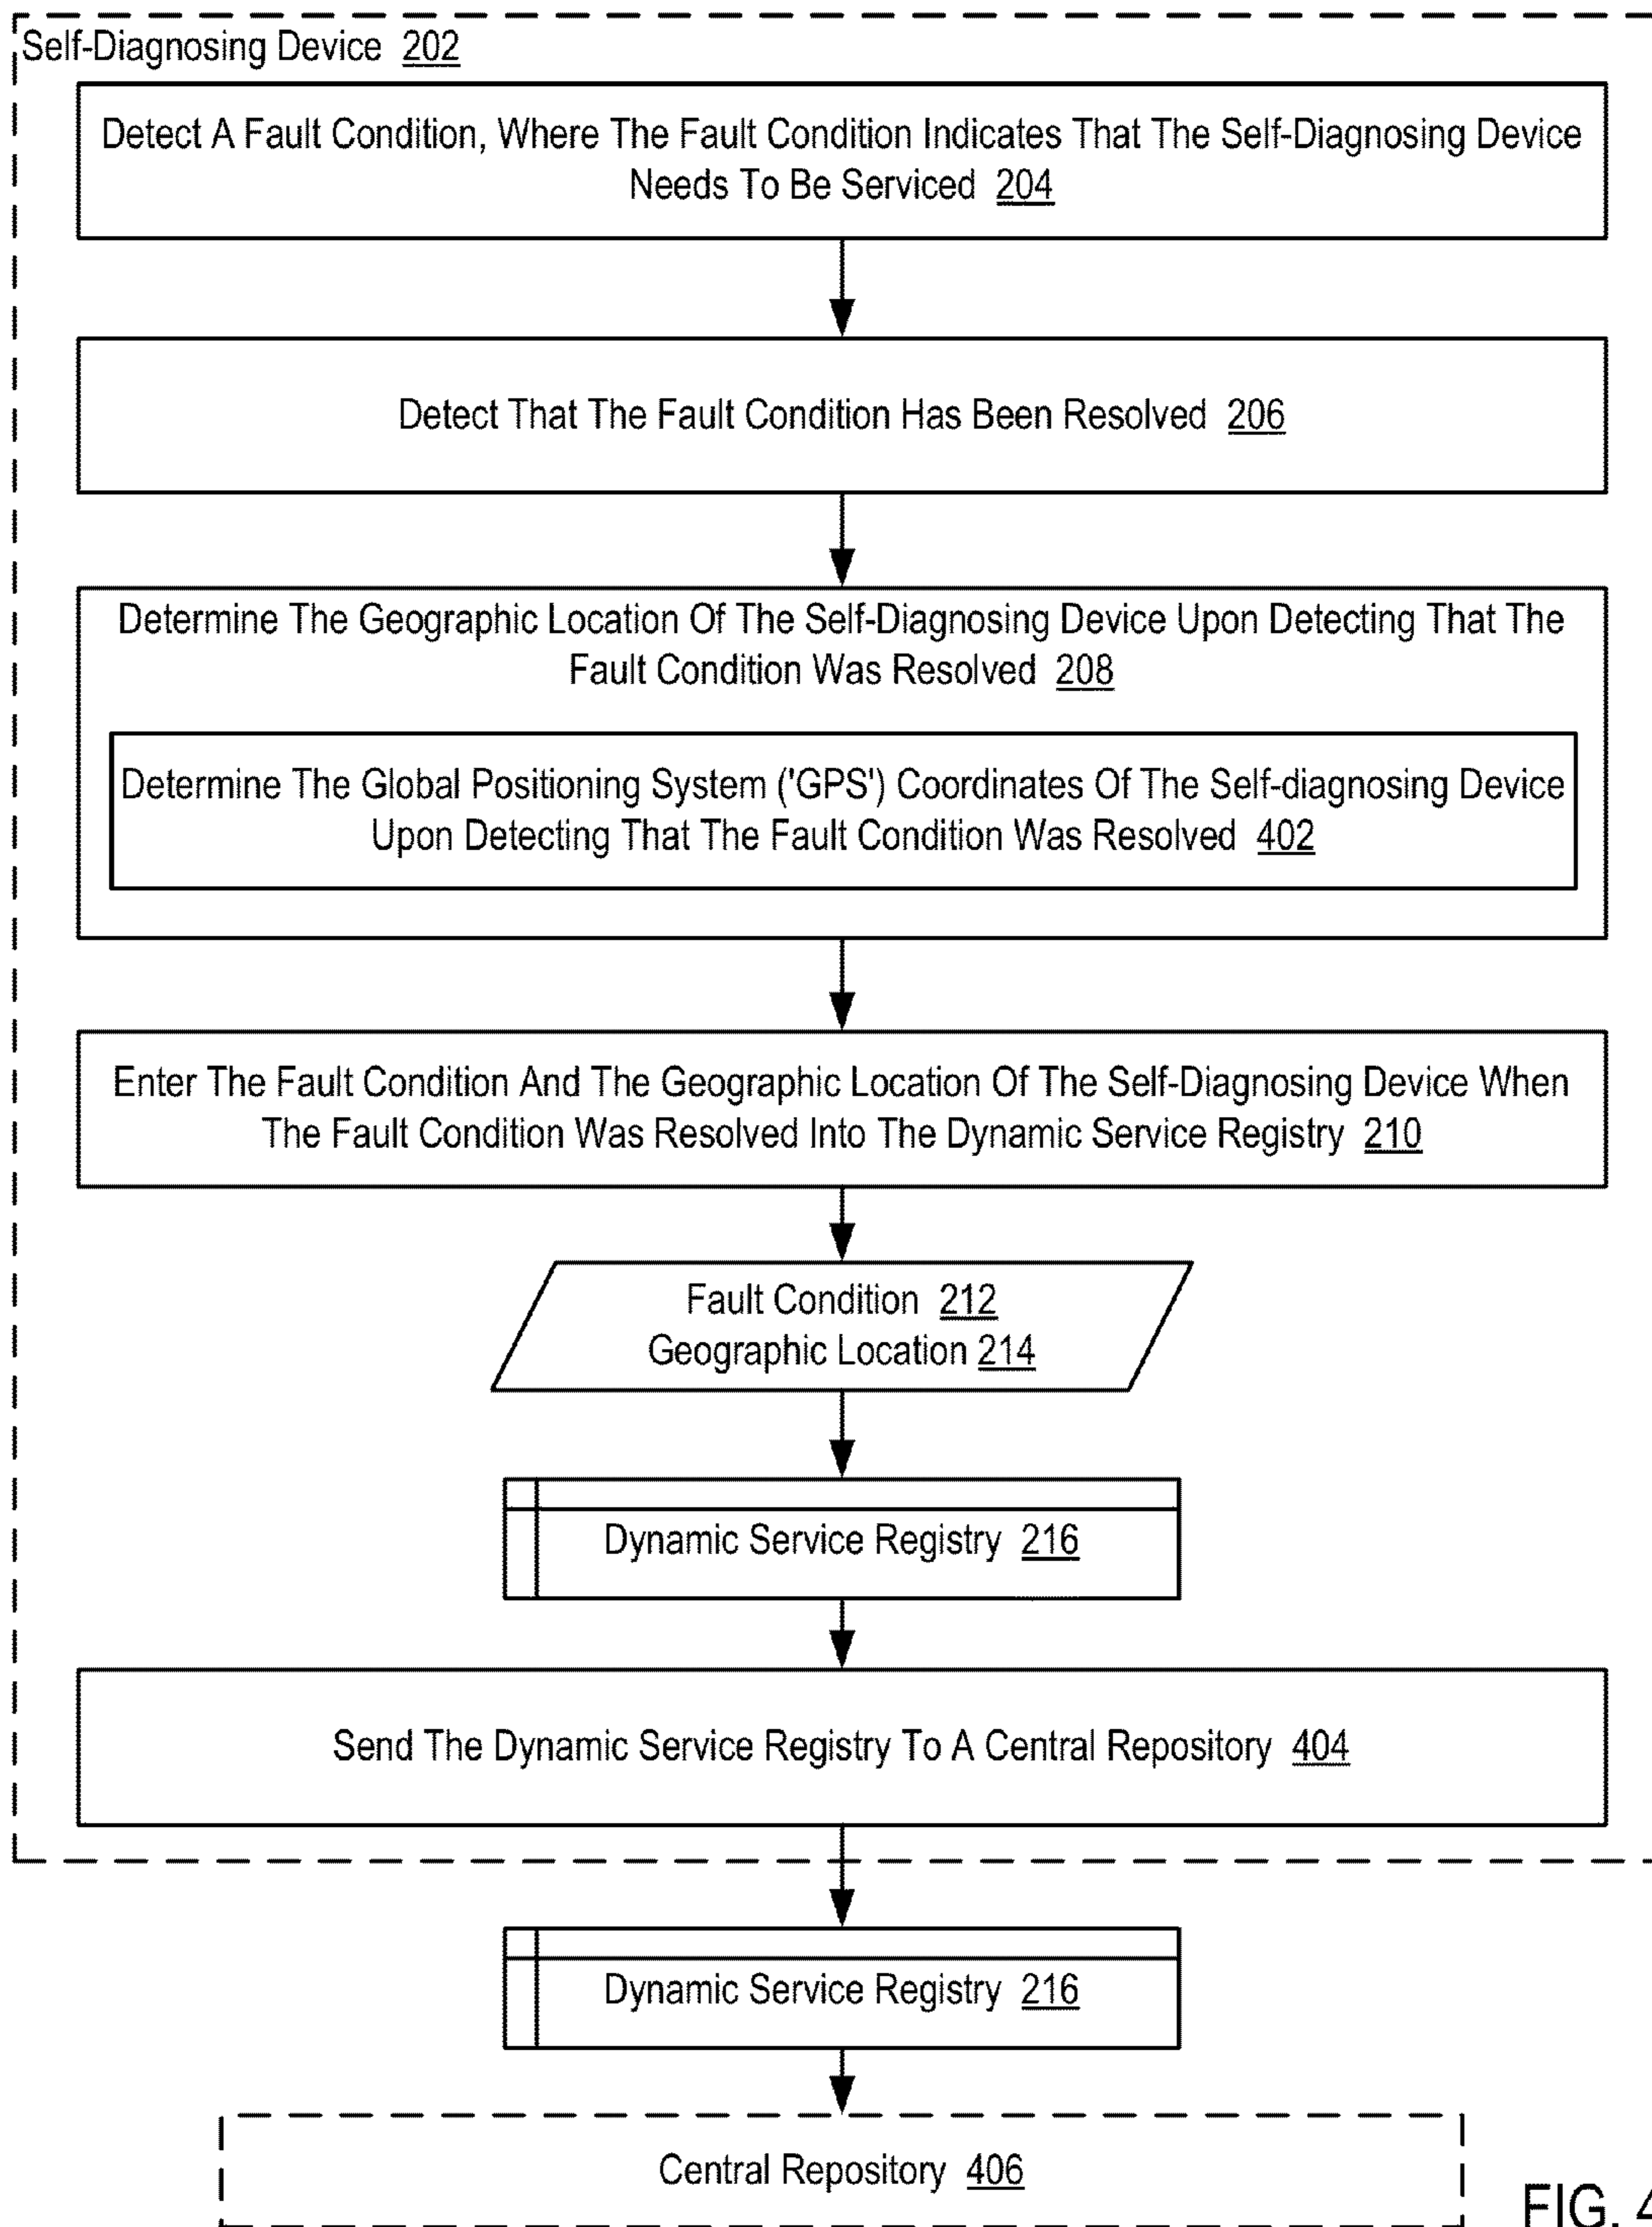 Self-Diagnosing Device 202
Detect A Fault Condition, Where The Fault Condition Indicates That The Self-Diagnosing Device
Needs To Be Serviced 204
Detect That The Fault Condition Has Been Resolved 206
Determine The Geographic Location Of The Self-Diagnosing Device Upon Detecting That The
Fault Condition Was Resolved 208
Determine The Global Positioning System ('GPS') Coordinates Of The Self-diagnosing Device
Upon Detecting That The Fault Condition Was Resolved 402
Enter The Fault Condition And The Geographic Location Of The Self-Diagnosing Device When
The Fault Condition Was Resolved Into The Dynamic Service Registry 210
Fault Condition 212
Geographic Location 214
Dynamic Service Registry 216
Send The Dynamic Service Registry To A Central Repository 404
Dynamic Service Registry 216
Central Repository 406
FIG. 4